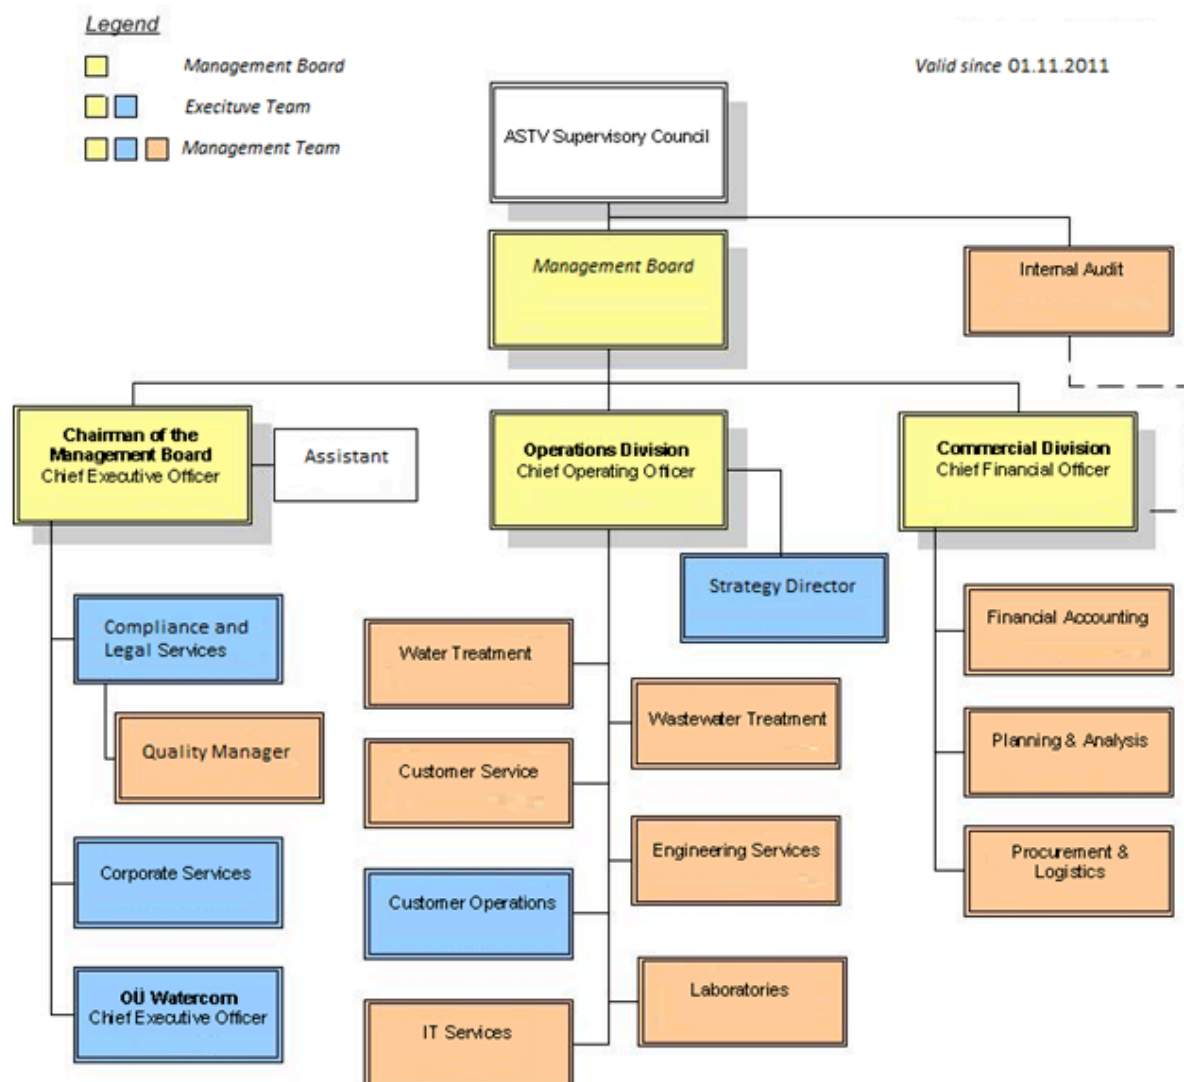 Legend
Management Board
Valid since 01.11.2011
Execituve Team
Management Team
ASTV Supervisory Council
Management Board
Internal Audit
Chairman of the
Management Board
Chief Executive Officer
Assistant
Operations Division
Chief Operating Officer
Commercial Division
Chief Financial Officer
Strategy Director
Compliance and
Legal Services
Quality Manager
Corporate Services
OÜ Watercom
Chief Executive Officer
Water Treatment
Wastewater Treatment
Customer Service
Engineering Services
Customer Operations
Laboratories
IT Services
Financial Accounting
Planning & Analysis
Procurement &
Logistics